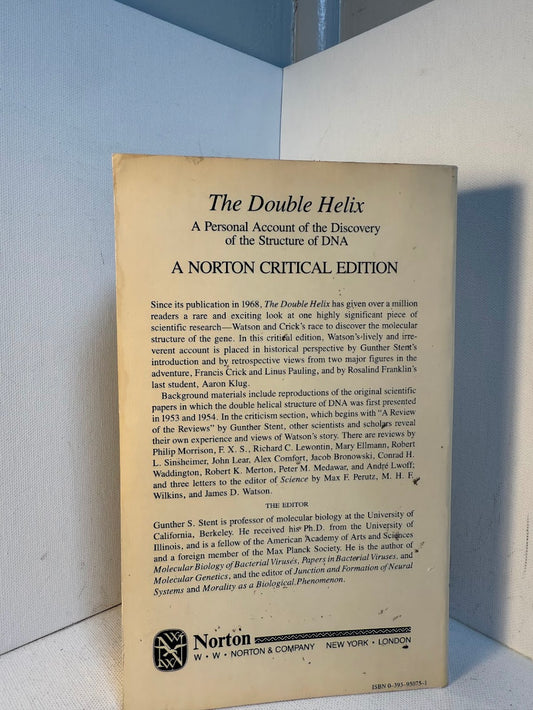 The Double Helix
A Personal Account of the Discovery
of the Structure of DNA
A NORTON CRITICAL EDITION
Since its publication in 1968, The Double Helix has given over a million
readers a rare and exciting look at one highly significant piece of
scientific research—Watson and Crick's race to discover the molecular
structure of the gene. In this critical edition, Watson's lively and irre-
verent account is placed in historical perspective by Gunther Stent's
introduction and by retrospective views from two major figures in the
adventure, Francis Crick and Linus Pauling, and by Rosalind Franklin's
last student, Aaron Klug.
Background materials include reproductions of the original scientific
papers in which the double helical structure of DNA was first presented
in 1953 and 1954. In the criticism section, which begins with "A Review
of the Reviews" by Gunther Stent, other scientists and scholars reveal
their own experience and views of Watson's story. There are reviews by
Philip Morrison, F. X. S., Richard C. Lewontin, Mary Ellmann, Robert
L. Sinsheimer, John Lear, Alex Comfort, Jacob Bronowski, Conrad H.
Waddington, Robert K. Merton, Peter M. Medawar, and André Lwoff;
and three letters to the editor of Science by Max F. Perutz, M. H. F.
Wilkins, and James D. Watson.
THE EDITOR
Gunther S. Stent is professor of molecular biology at the University of
California, Berkeley. He received his Ph.D. from the University of
Illinois, and is a fellow of the American Academy of Arts and Sciences
and a foreign member of the Max Planck Society. He is the author of
Molecular Biology of Bacterial Viruses, Papers in Bacterial Viruses, and
Molecular Genetics, and the editor of Junction and Formation of Neural
Systems and Morality as a Biological Phenomenon.
Norton
W • W • NORTON & COMPANY NEW YORK • LONDON
ISBN 0-393-95075-1